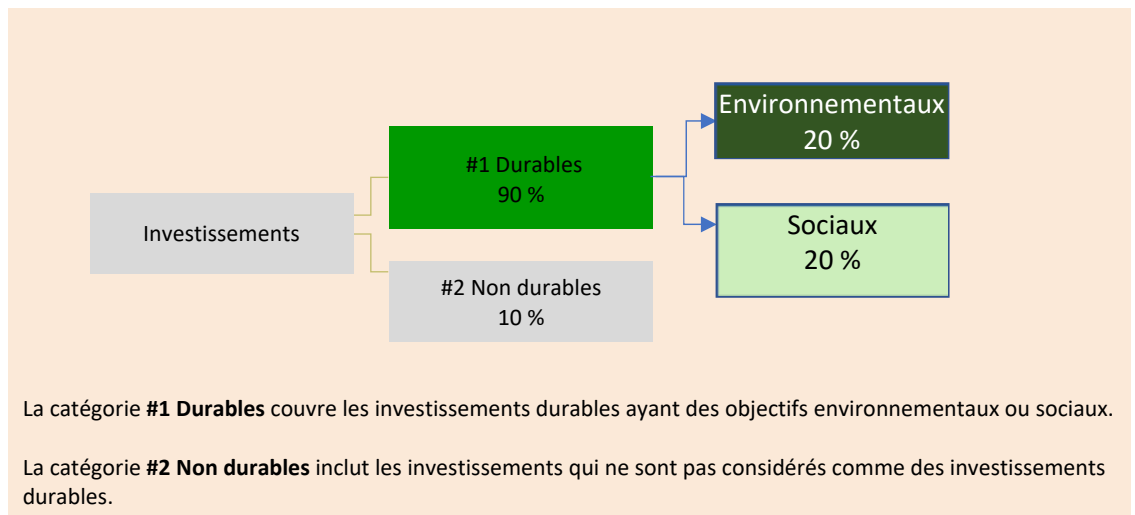 Environnementaux
20 %
#1 Durables
90 %
Sociaux
20 %
Investissements
#2 Non durables
10 %
La catégorie #1 Durables couvre les investissements durables ayant des objectifs environnementaux ou sociaux.
La catégorie #2 Non durables inclut les investissements qui ne sont pas considérés comme des investissements
durables.